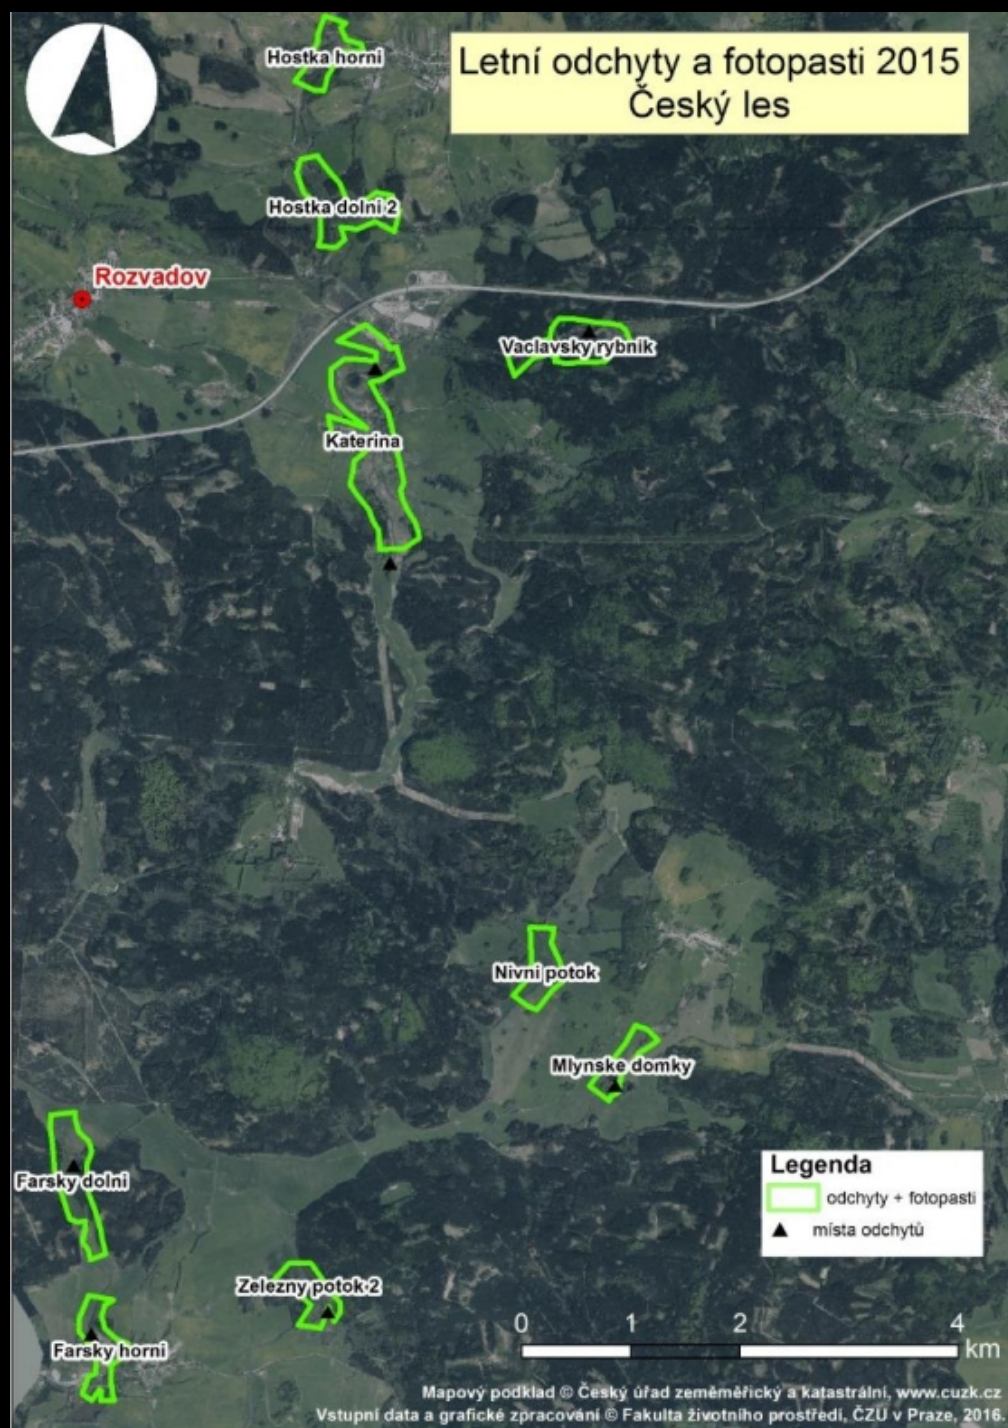 Letní odchyty a fotopasti 2015
Český les
Hostka horni
Hostka dolni 2
Rozvadov
Vaclavsky rybnik
Katerina
Nivni potok
Mlynske domky
Farsky dolni
Zelezny potok 2
Farsky horni
Legenda
odchyty + fotopasti
místa odchytů
0 1 2 4
km
Mapový podklad © Český úřad zeměměřický a katastrální, www.cuzk.cz
Vstupní data a grafické zpracování © Fakulta životního prostředí, ČZU v Praze, 2016